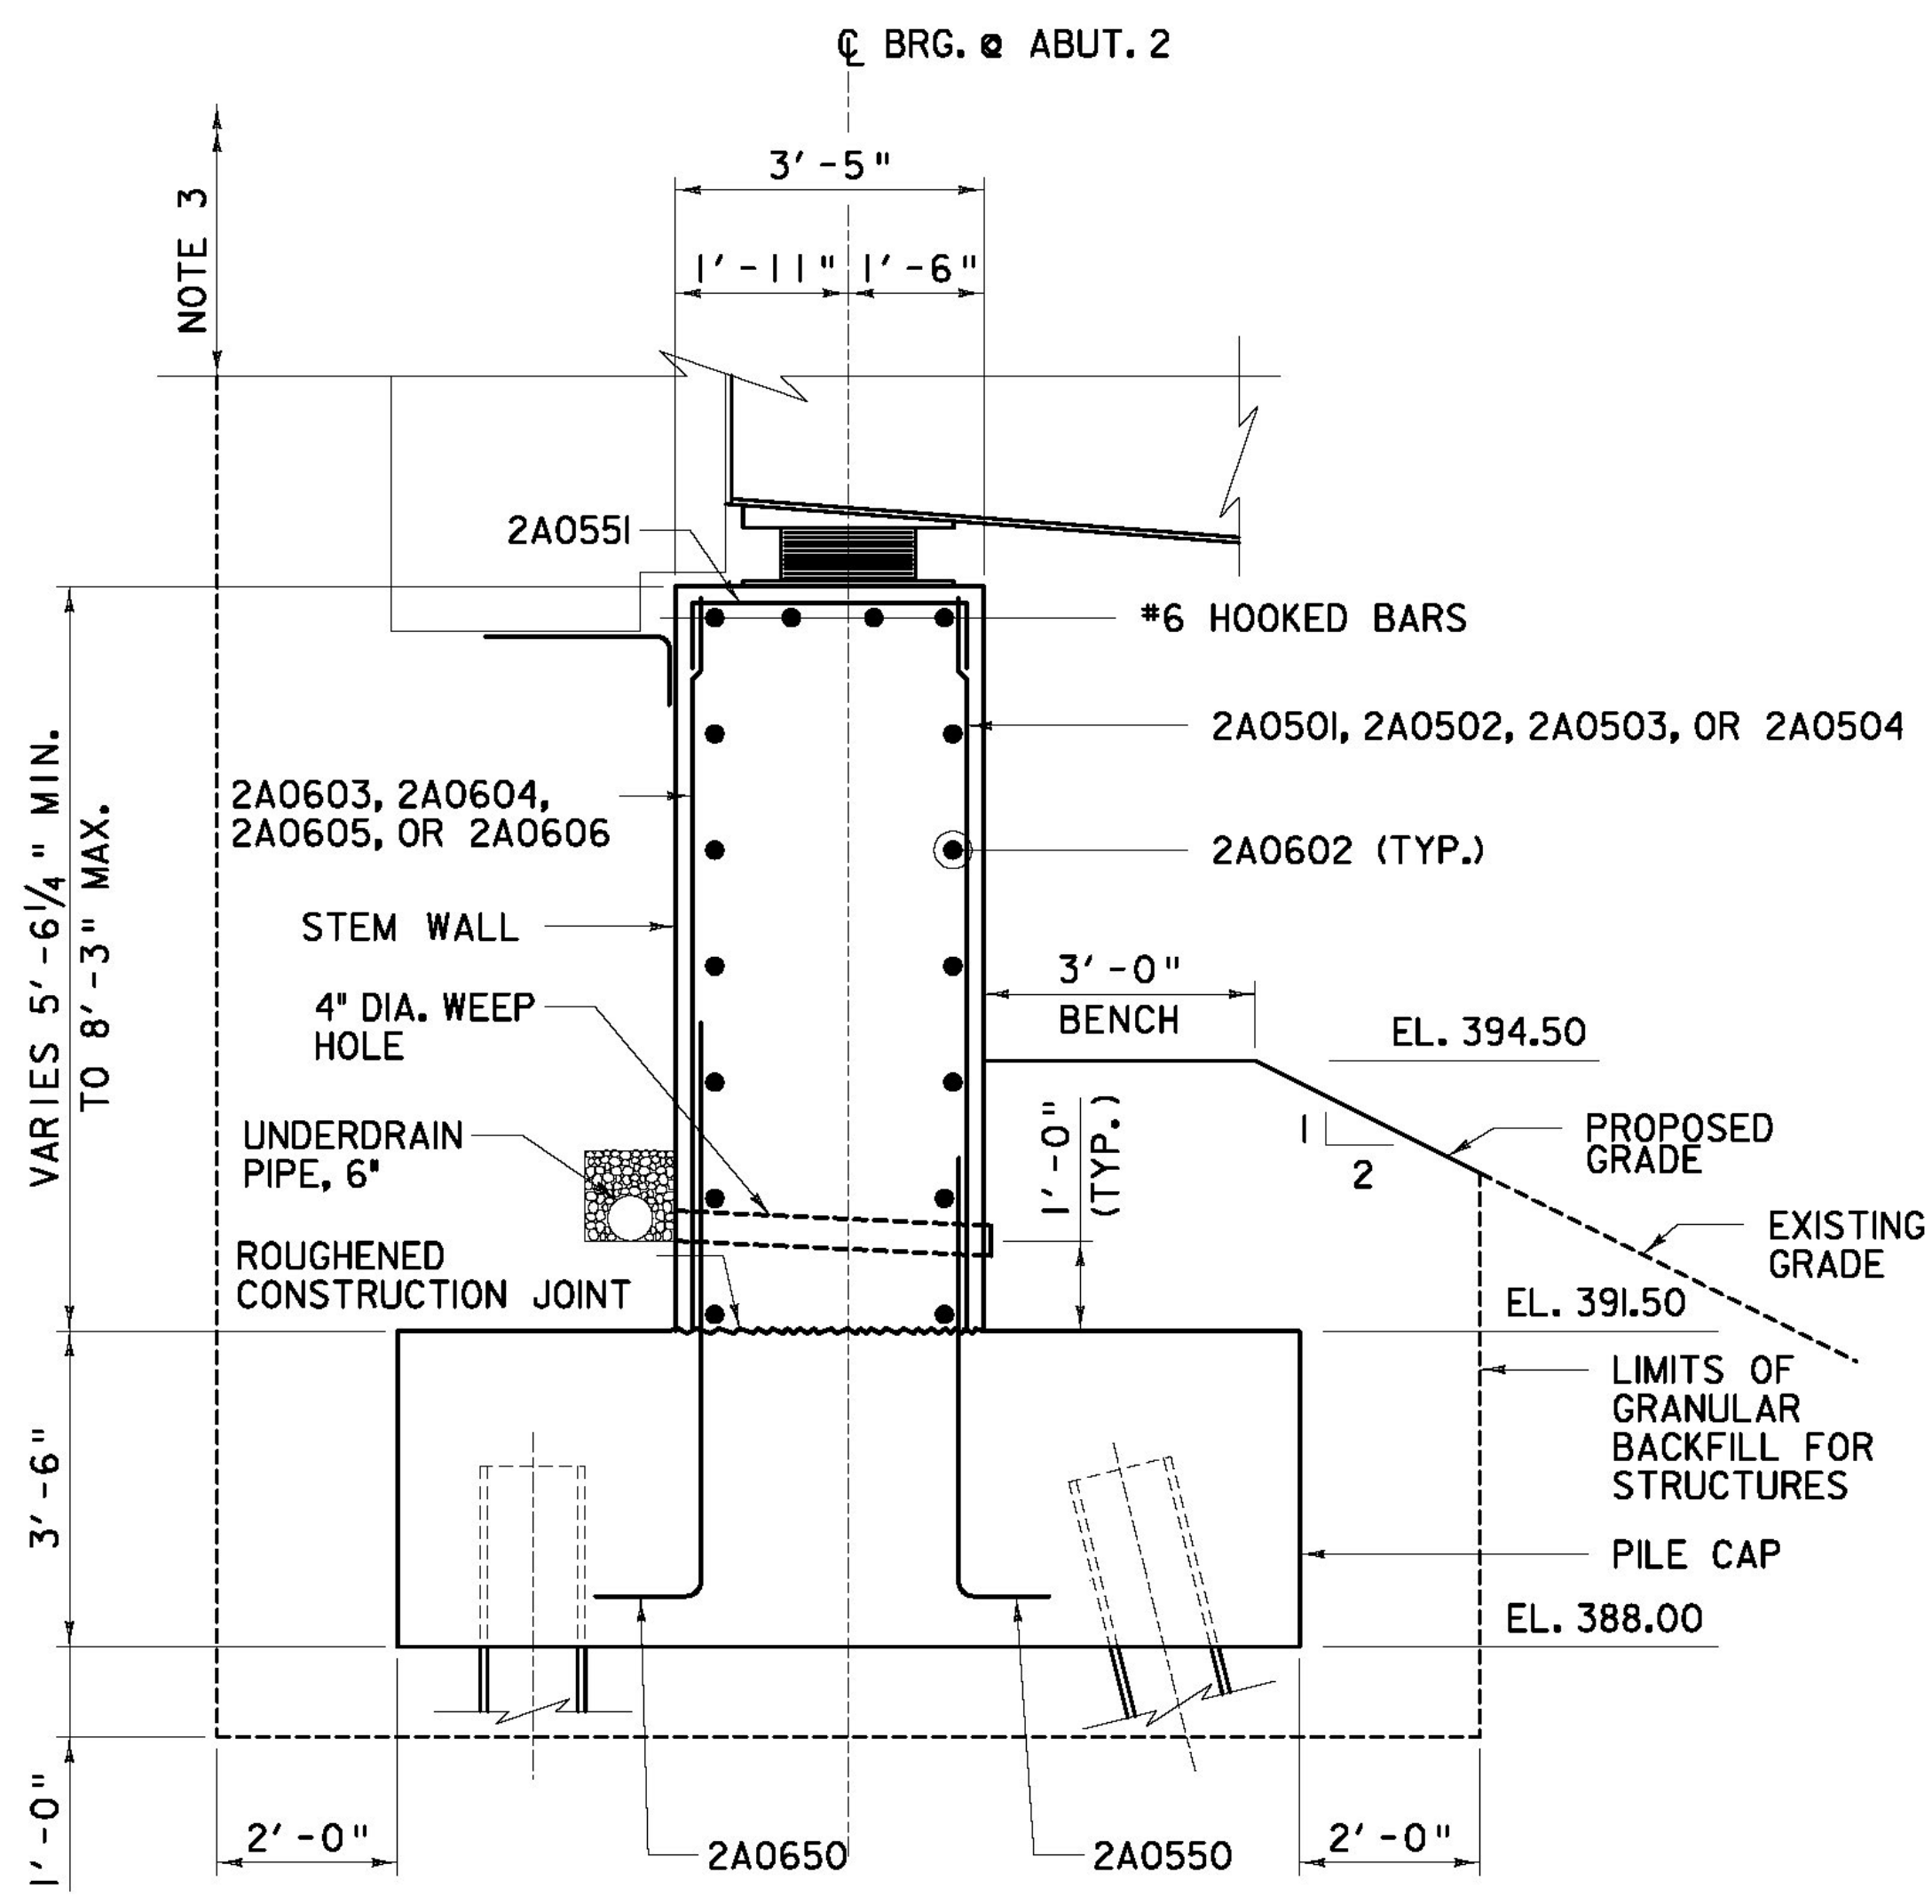 ℄ BRG. @ ABUT. 2
3'-5"
1'-11" 1'-6"
NOTE 3
2A0551
#6 HOOKED BARS
2A0501, 2A0502, 2A0503, OR 2A0504
2A0603, 2A0604,
2A0605, OR 2A0606
2A0602 (TYP.)
VARIES 5'-6¼" MIN.
TO 8'-3" MAX.
STEM WALL
3'-0"
BENCH
4" DIA. WEEP
HOLE
EL. 394.50
1'-0"
(TYP.)
1
2
PROPOSED
GRADE
UNDERDRAIN
PIPE, 6"
EXISTING
GRADE
ROUGHENED
CONSTRUCTION JOINT
EL. 391.50
LIMITS OF
GRANULAR
BACKFILL FOR
STRUCTURES
3'-6"
PILE CAP
EL. 388.00
1'-0"
2'-0"
2A0650
2A0550
2'-0"